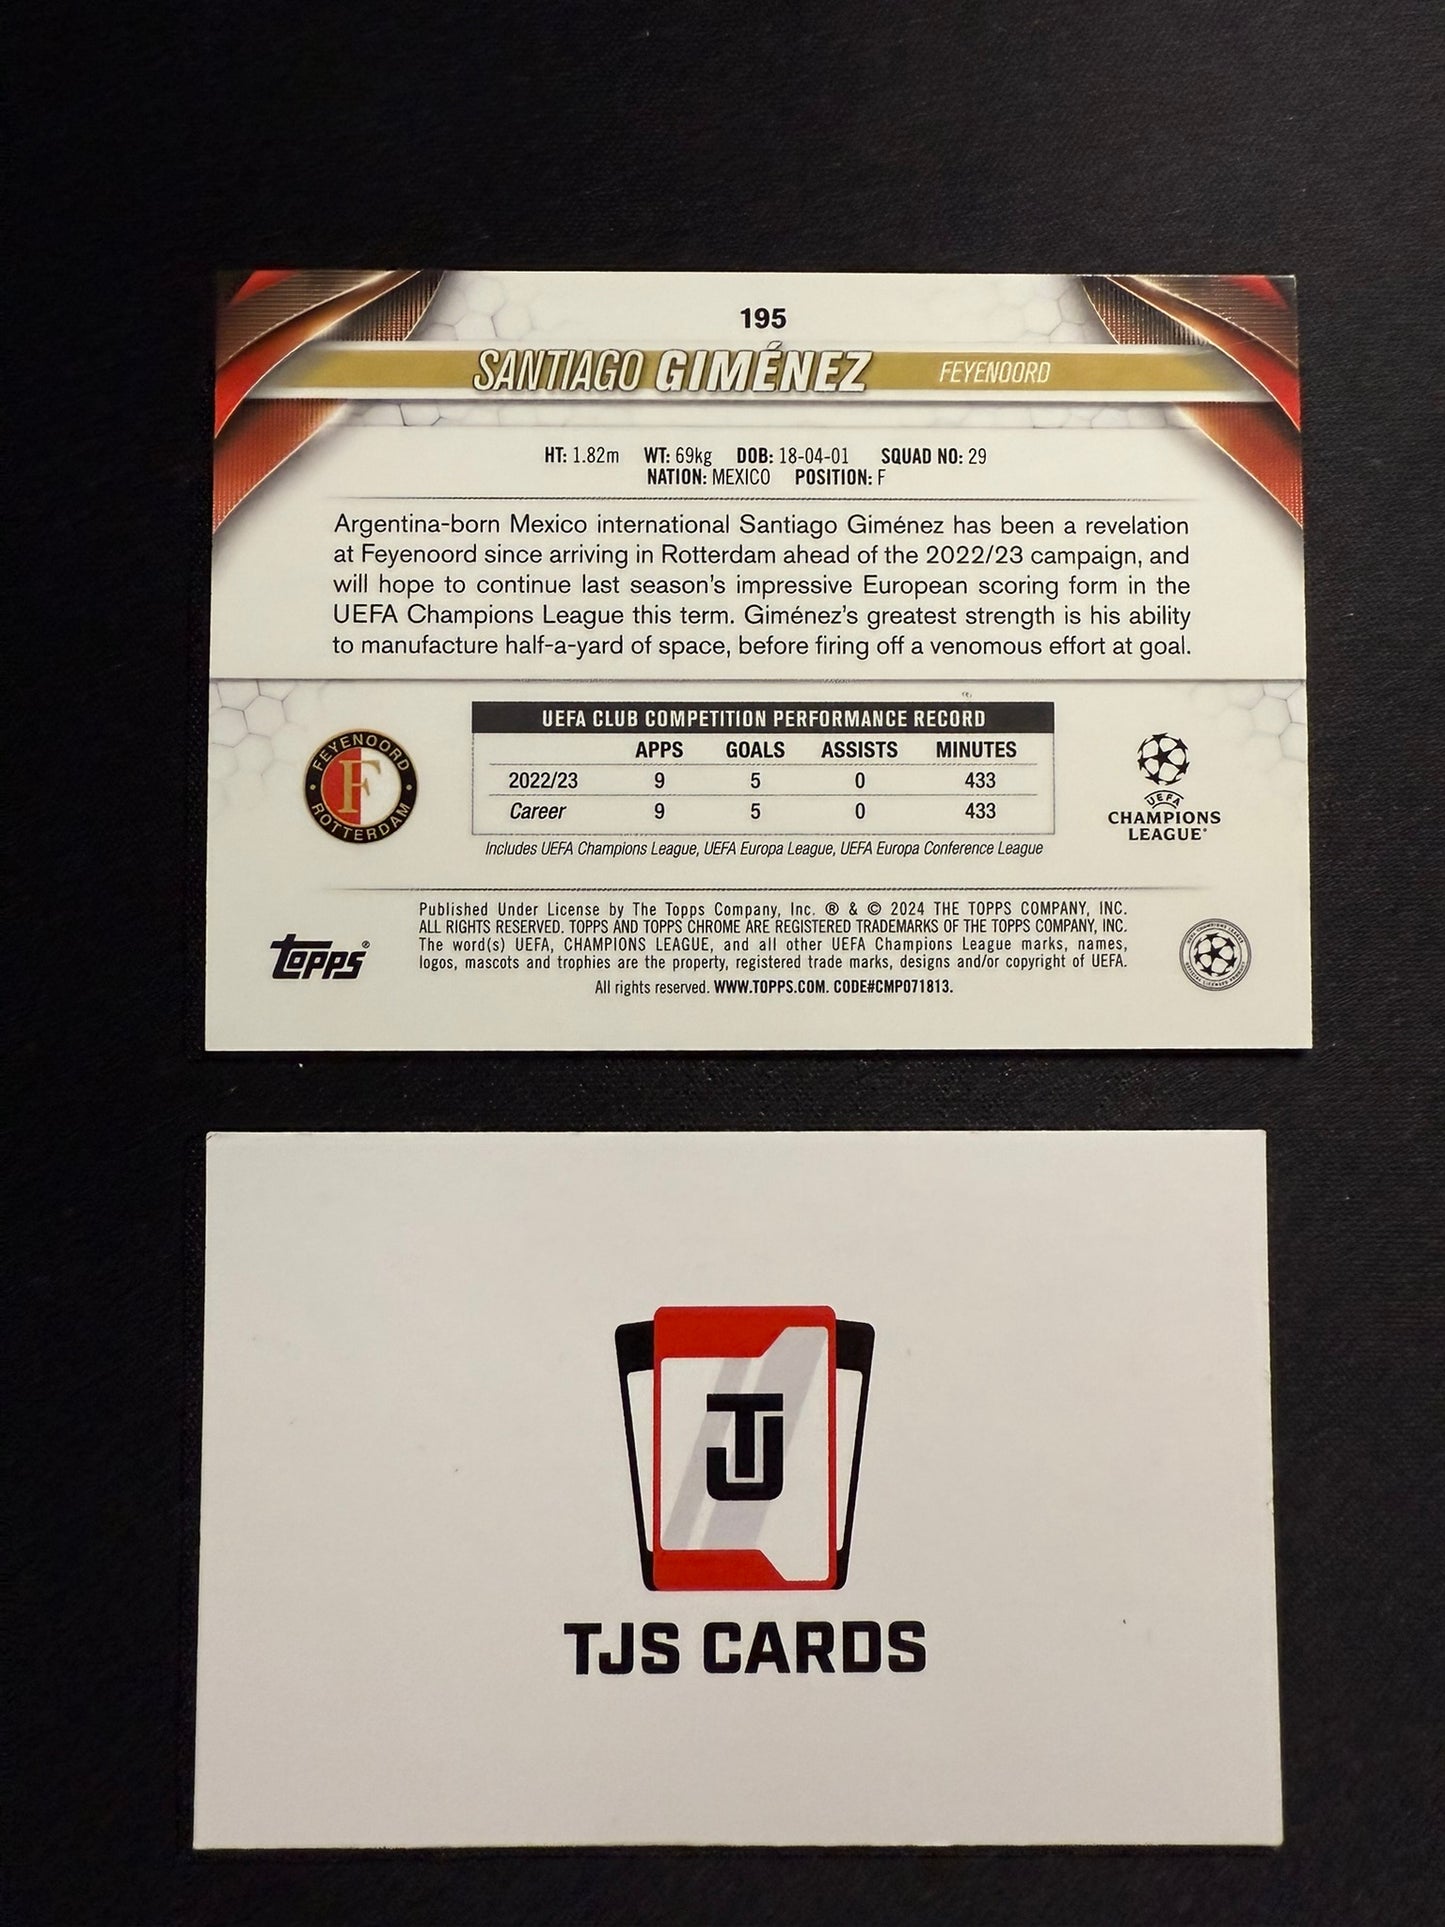 195
SANTIAGO GIMÉNEZ FEYENOORD
HT: 1.82m WT: 69kg DOB: 18-04-01 SQUAD NO: 29
NATION: MEXICO POSITION: F
Argentina-born Mexico international Santiago Giménez has been a revelation
at Feyenoord since arriving in Rotterdam ahead of the 2022/23 campaign, and
will hope to continue last season's impressive European scoring form in the
UEFA Champions League this term. Giménez's greatest strength is his ability
to manufacture half-a-yard of space, before firing off a venomous effort at goal.
FEYENOORD
F
ROTTERDAM
UEFA CLUB COMPETITION PERFORMANCE RECORD
APPS GOALS ASSISTS MINUTES
2022/23 9 5 0 433
Career 9 5 0 433
Includes UEFA Champions League, UEFA Europa League, UEFA Europa Conference League
UEFA
CHAMPIONS
LEAGUE®
topps®
Published Under License by The Topps Company, Inc. ® & © 2024 THE TOPPS COMPANY, INC.
ALL RIGHTS RESERVED. TOPPS AND TOPPS CHROME ARE REGISTERED TRADEMARKS OF THE TOPPS COMPANY, INC.
The word(s) UEFA, CHAMPIONS LEAGUE, and all other UEFA Champions League marks, names,
logos, mascots and trophies are the property, registered trade marks, designs and/or copyright of UEFA.
All rights reserved. WWW.TOPPS.COM. CODE#CMP071813.
TJ
TJS CARDS